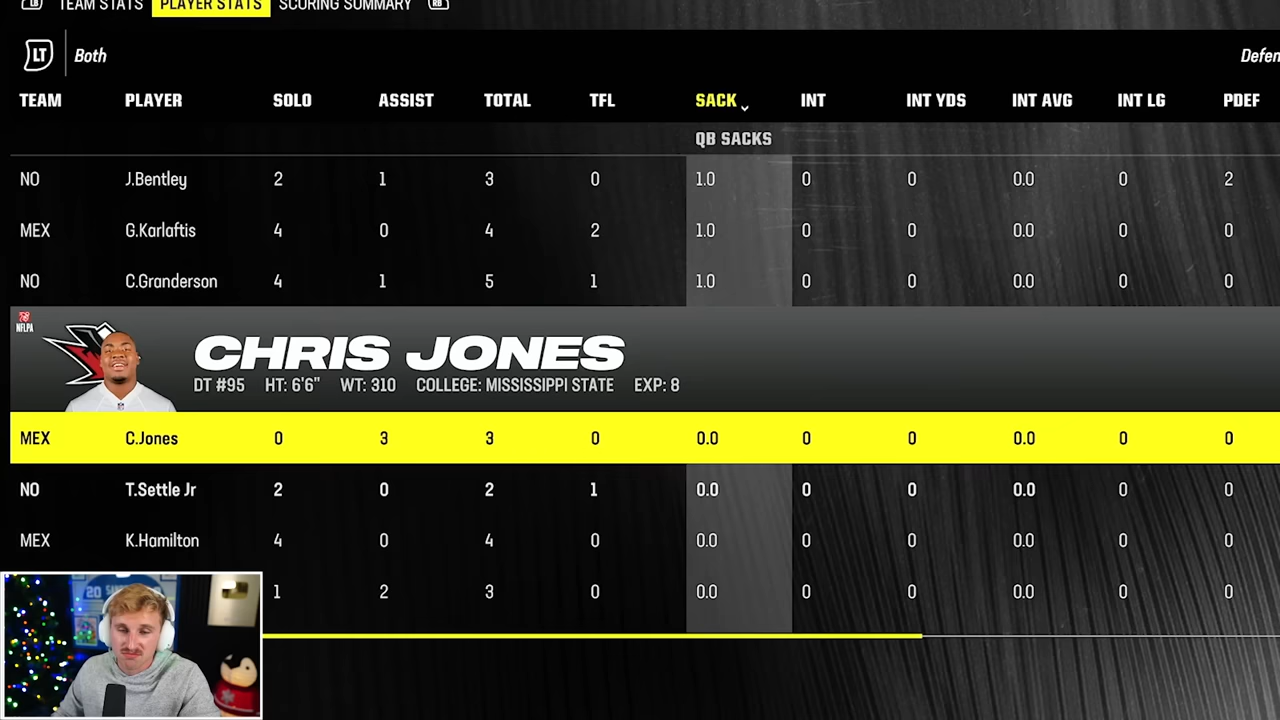 LB TEAM STATS PLAYER STATS SCORING SUMMARY RB
LT Both Defen
TEAM PLAYER SOLO ASSIST TOTAL TFL SACK INT INT YDS INT AVG INT LG PDEF
QB SACKS
NO J.Bentley 2 1 3 0 1.0 0 0 0.0 0 2
MEX G.Karlaftis 4 0 4 2 1.0 0 0 0.0 0 0
NO C.Granderson 4 1 5 1 1.0 0 0 0.0 0 0
NFLPA
CHRIS JONES
DT #95 HT: 6'6" WT: 310 COLLEGE: MISSISSIPPI STATE EXP: 8
MEX C.Jones 0 3 3 0 0.0 0 0 0.0 0 0
NO T.Settle Jr 2 0 2 1 0.0 0 0 0.0 0 0
MEX K.Hamilton 4 0 4 0 0.0 0 0 0.0 0 0
1 2 3 0 0.0 0 0 0.0 0 0
20